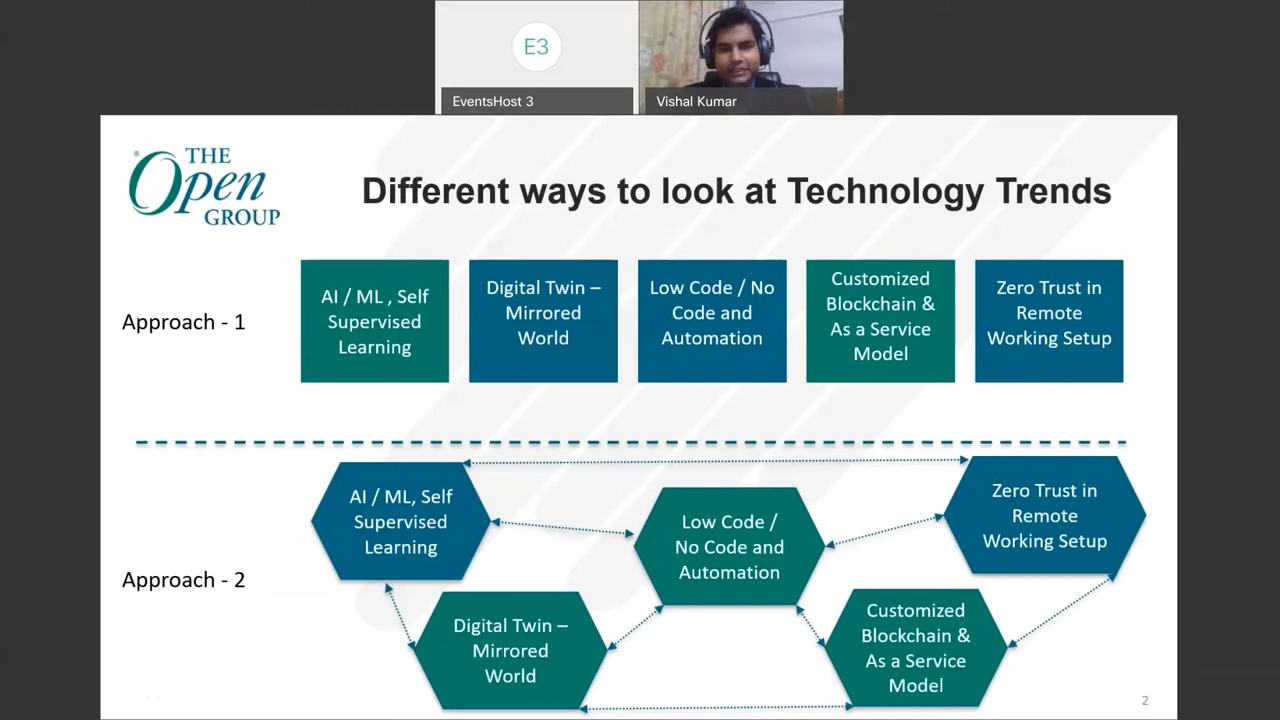 E3
EventsHost 3
Vishal Kumar
® THE
Open
GROUP
Different ways to look at Technology Trends
Approach - 1
AI / ML , Self
Supervised
Learning
Digital Twin –
Mirrored
World
Low Code / No
Code and
Automation
Customized
Blockchain &
As a Service
Model
Zero Trust in
Remote
Working Setup
Approach - 2
AI / ML, Self
Supervised
Learning
Digital Twin –
Mirrored
World
Low Code /
No Code and
Automation
Customized
Blockchain &
As a Service
Model
Zero Trust in
Remote
Working Setup
2